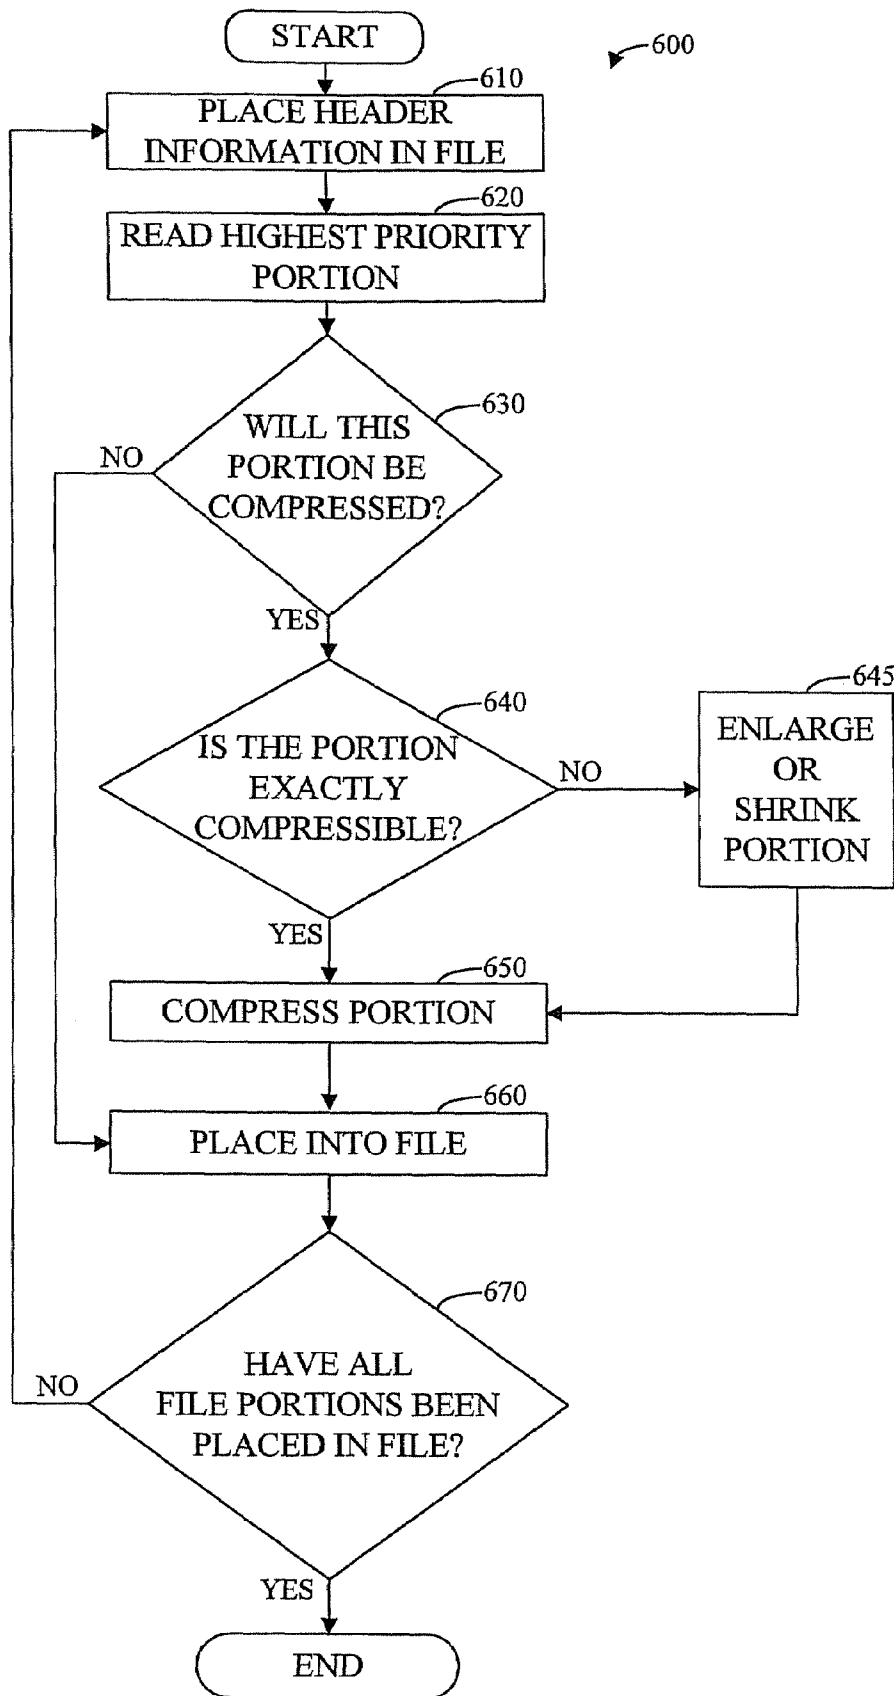 START
600
610
PLACE HEADER
INFORMATION IN FILE
620
READ HIGHEST PRIORITY
PORTION
630
WILL THIS
PORTION BE
COMPRESSED?
NO
YES
640
IS THE PORTION
EXACTLY
COMPRESSIBLE?
NO
645
ENLARGE
OR
SHRINK
PORTION
YES
650
COMPRESS PORTION
660
PLACE INTO FILE
670
HAVE ALL
FILE PORTIONS BEEN
PLACED IN FILE?
NO
YES
END